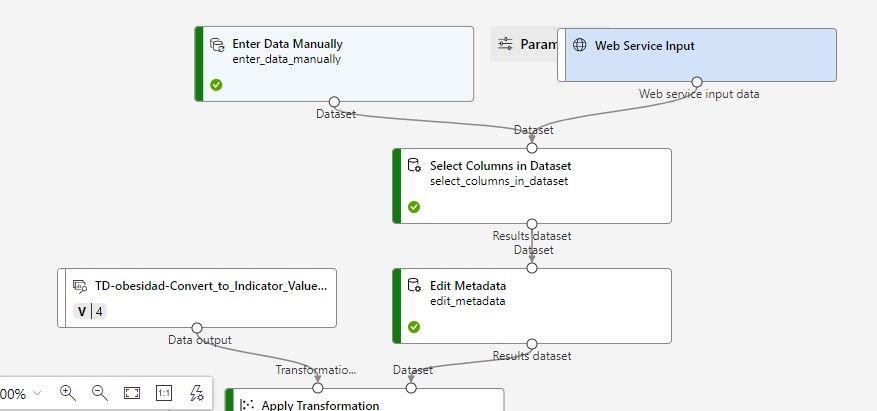 Enter Data Manually
enter_data_manually
Dataset
Param
Web Service Input
Web service input data
Dataset
Select Columns in Dataset
select_columns_in_dataset
Results dataset
Dataset
TD-obesidad-Convert_to_Indicator_Value...
V 4
Data output
Edit Metadata
edit_metadata
Results dataset
Transformatio...
Dataset
00%
1:1
Apply Transformation